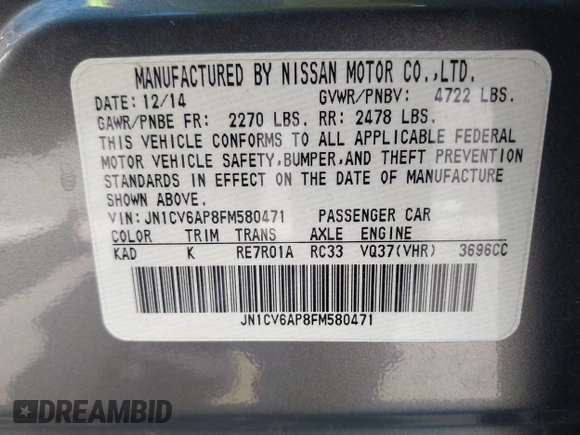 MANUFACTURED BY NISSAN MOTOR CO.,LTD.
DATE: 12/14 GVWR/PNBV: 4722 LBS.
GAWR/PNBE FR: 2270 LBS. RR: 2478 LBS.
THIS VEHICLE CONFORMS TO ALL APPLICABLE FEDERAL
MOTOR VEHICLE SAFETY,BUMPER,AND THEFT PREVENTION
STANDARDS IN EFFECT ON THE DATE OF MANUFACTURE
SHOWN ABOVE.
VIN: JN1CV6AP8FM580471 PASSENGER CAR
COLOR TRIM TRANS AXLE ENGINE
KAD K RE7R01A RC33 VQ37(VHR) 3696CC
JN1CV6AP8FM580471
DREAMBID